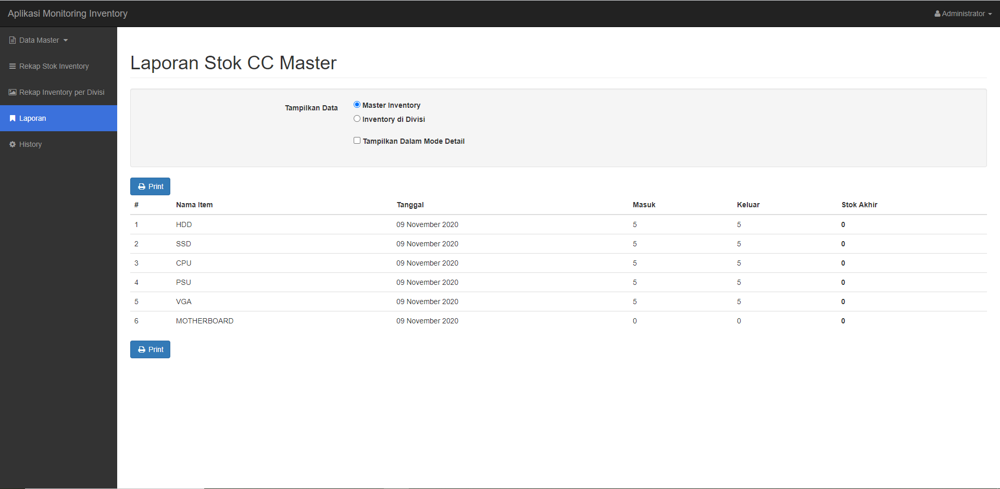 Aplikasi Monitoring Inventory
Administrator
Data Master
Rekap Stok Inventory
Rekap Inventory per Divisi
Laporan
History
Laporan Stok CC Master
Tampilkan Data
Master Inventory
Inventory di Divisi
Tampilkan Dalam Mode Detail
Print
# Nama Item Tanggal Masuk Keluar Stok Akhir
1 HDD 09 November 2020 5 5 0
2 SSD 09 November 2020 5 5 0
3 CPU 09 November 2020 5 5 0
4 PSU 09 November 2020 5 5 0
5 VGA 09 November 2020 5 5 0
6 MOTHERBOARD 09 November 2020 0 0 0
Print